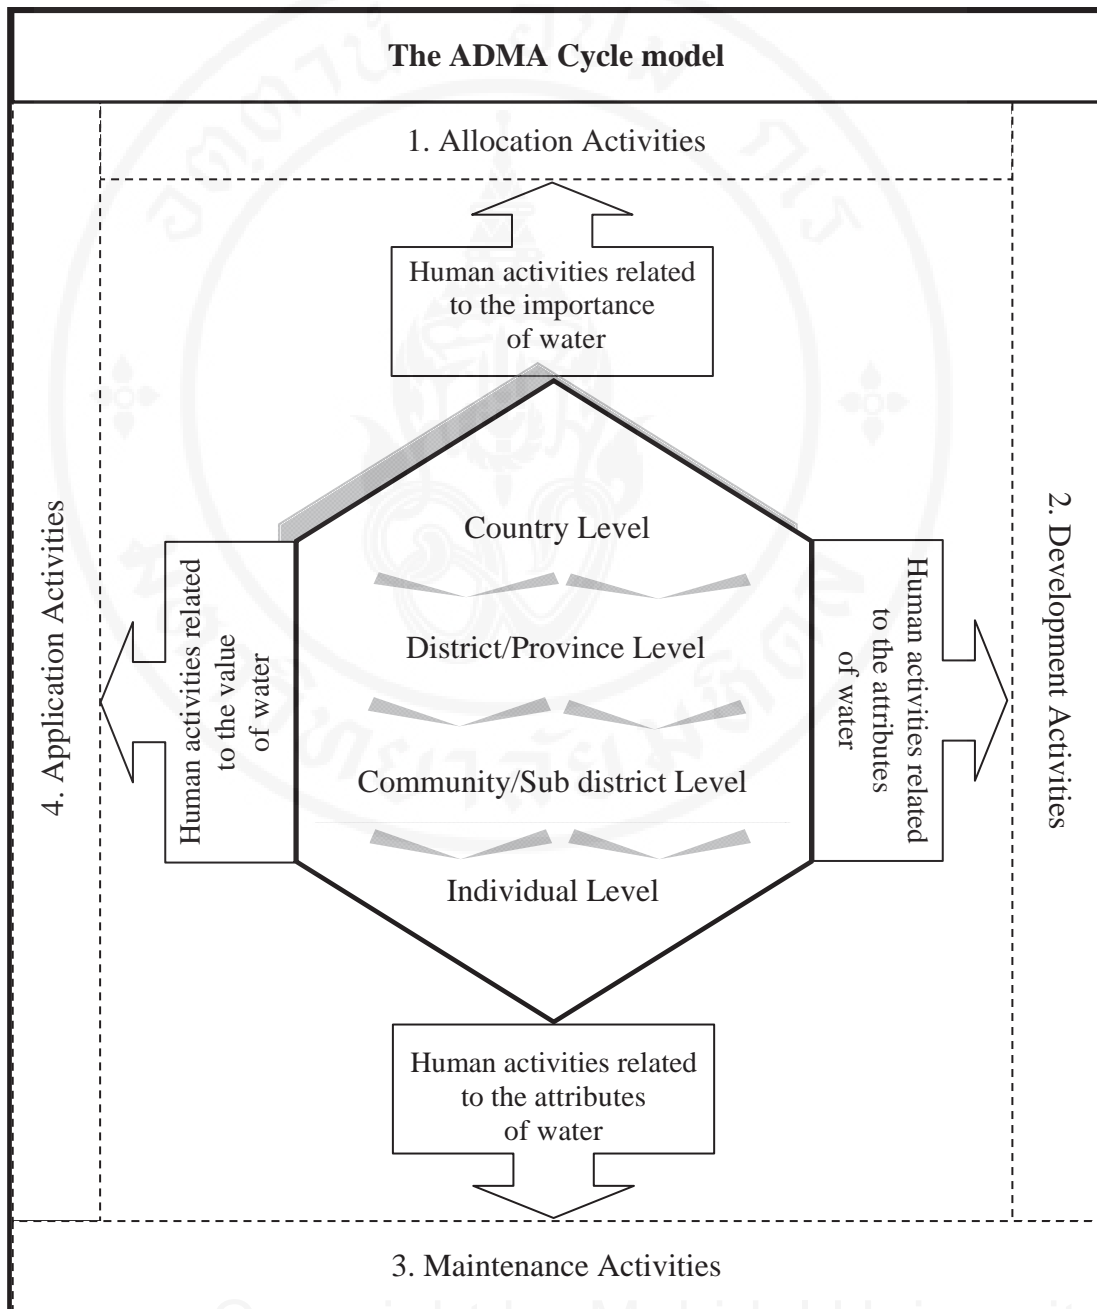 The ADMA Cycle model
1. Allocation Activities
Human activities related
to the importance
of water
4. Application Activities
Human activities related
to the value
of water
Country Level
District/Province Level
Community/Sub district Level
Individual Level
Human activities related
to the attributes
of water
2. Development Activities
Human activities related
to the attributes
of water
3. Maintenance Activities